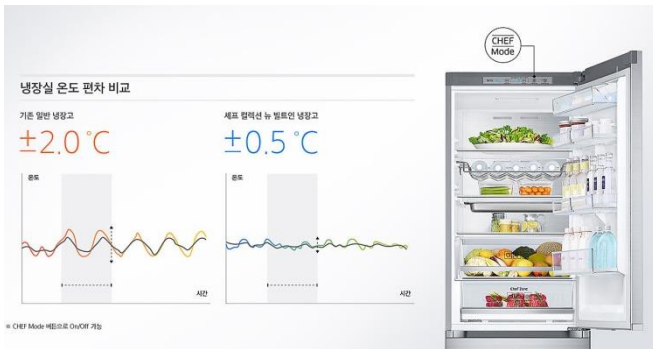 CHEF
Mode
냉장실 온도 편차 비교
기존 일반 냉장고
±2.0 ℃
셰프 컬렉션 뉴 빌트인 냉장고
±0.5 ℃
온도
시간
온도
시간
※ CHEF Mode 버튼으로 On/Off 가능
Chef Zone